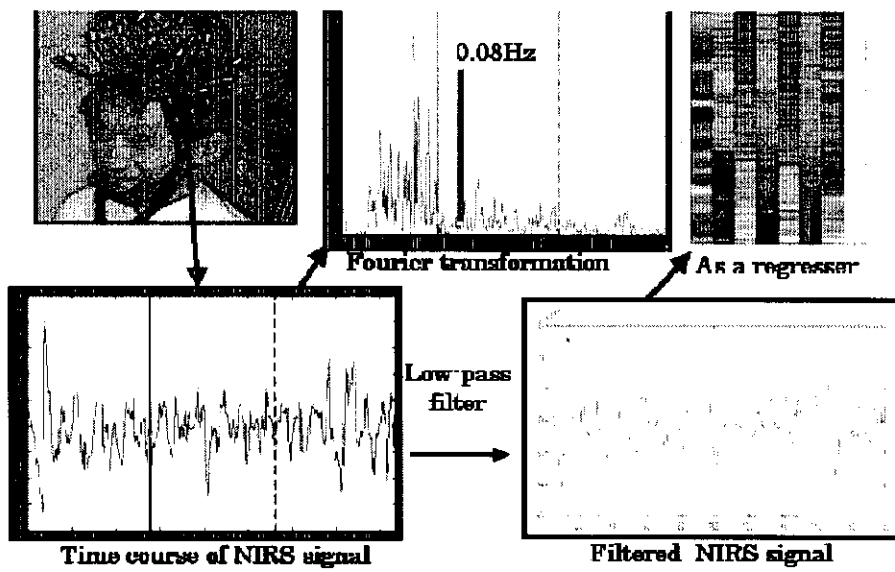 0.08Hz
Fourier transformation
As a regresser
Low-pass
filter
Time course of NIRS signal
Filtered NIRS signal